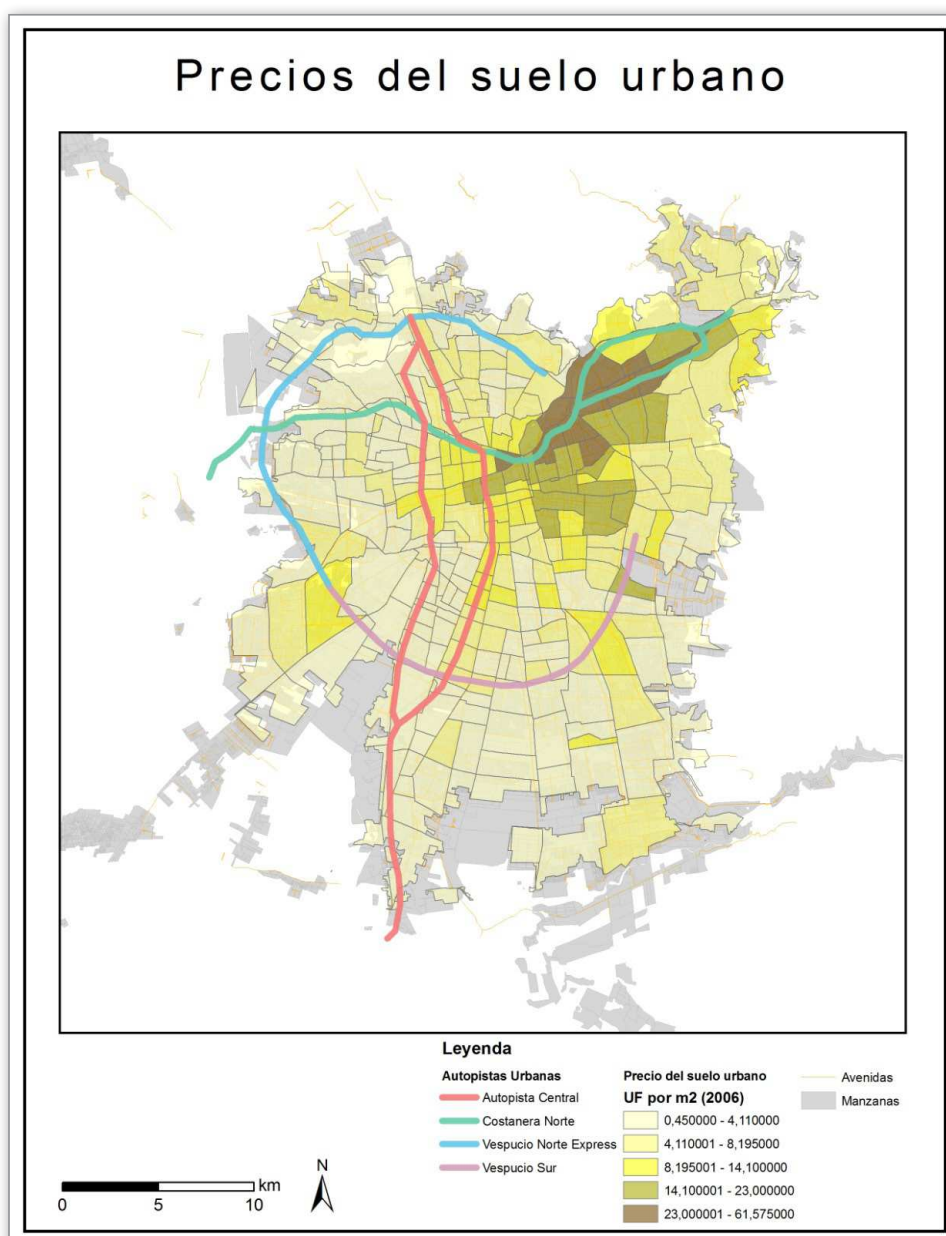 Precios del suelo urbano
Leyenda
Autopistas Urbanas
Autopista Central
Costanera Norte
Vespucio Norte Express
Vespucio Sur
Precio del suelo urbano
UF por m2 (2006)
0,450000 - 4,110000
4,110001 - 8,195000
8,195001 - 14,100000
14,100001 - 23,000000
23,000001 - 61,575000
Avenidas
Manzanas
km
0 5 10
N